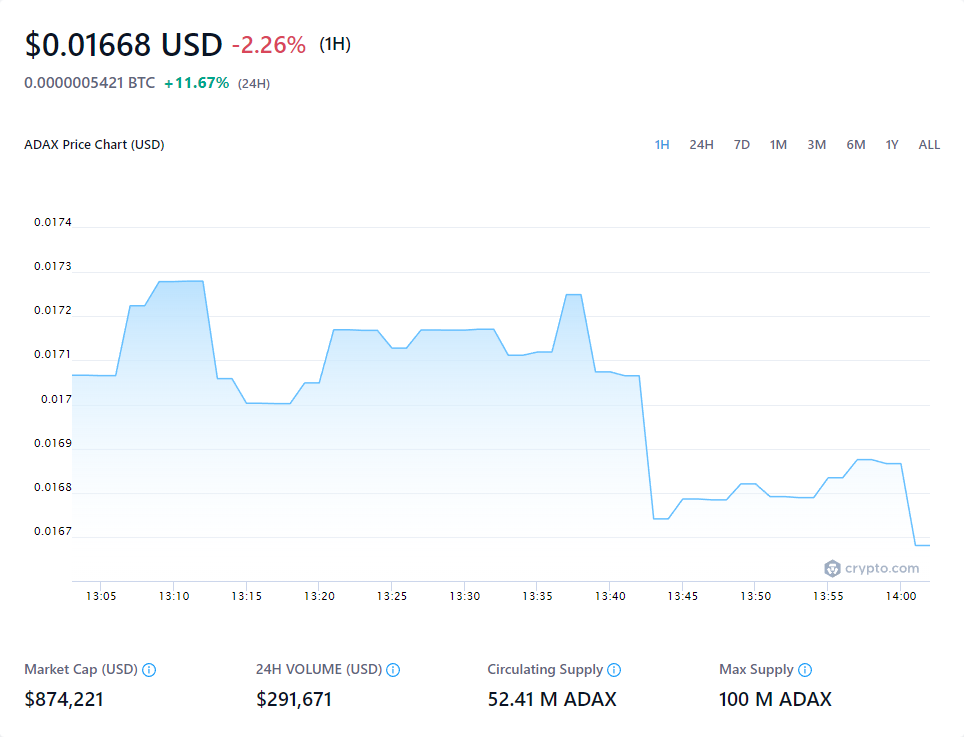 $0.01668 USD -2.26% (1H)
0.0000005421 BTC +11.67% (24H)
ADAX Price Chart (USD) 1H 24H 7D 1M 3M 6M 1Y ALL
0.0174
0.0173
0.0172
0.0171
0.017
0.0169
0.0168
0.0167
crypto.com
13:05 13:10 13:15 13:20 13:25 13:30 13:35 13:40 13:45 13:50 13:55 14:00
Market Cap (USD) 24H VOLUME (USD) Circulating Supply Max Supply
$874,221 $291,671 52.41 M ADAX 100 M ADAX